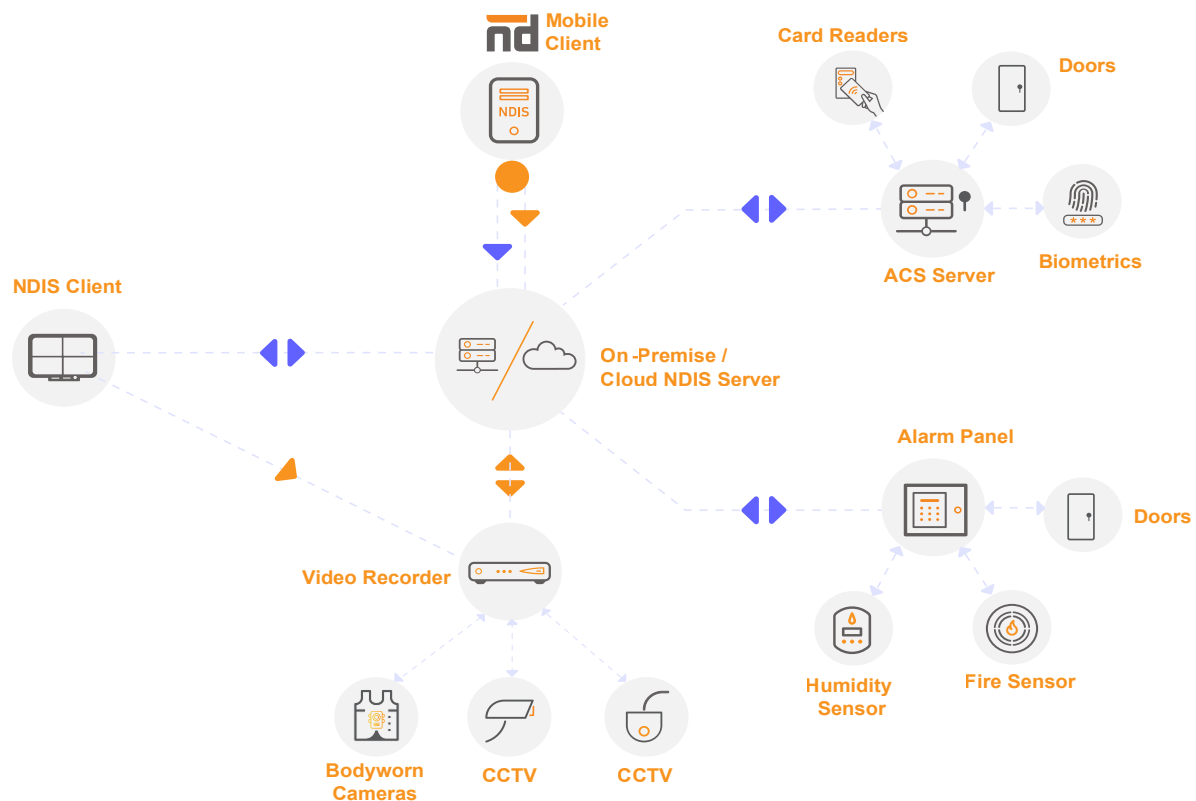 nd
Mobile
Client
NDIS
Card Readers
Doors
ACS Server
***
Biometrics
NDIS Client
On-Premise /
Cloud NDIS Server
Alarm Panel
Doors
Video Recorder
Humidity
Sensor
Fire Sensor
Bodyworn
Cameras
CCTV
CCTV